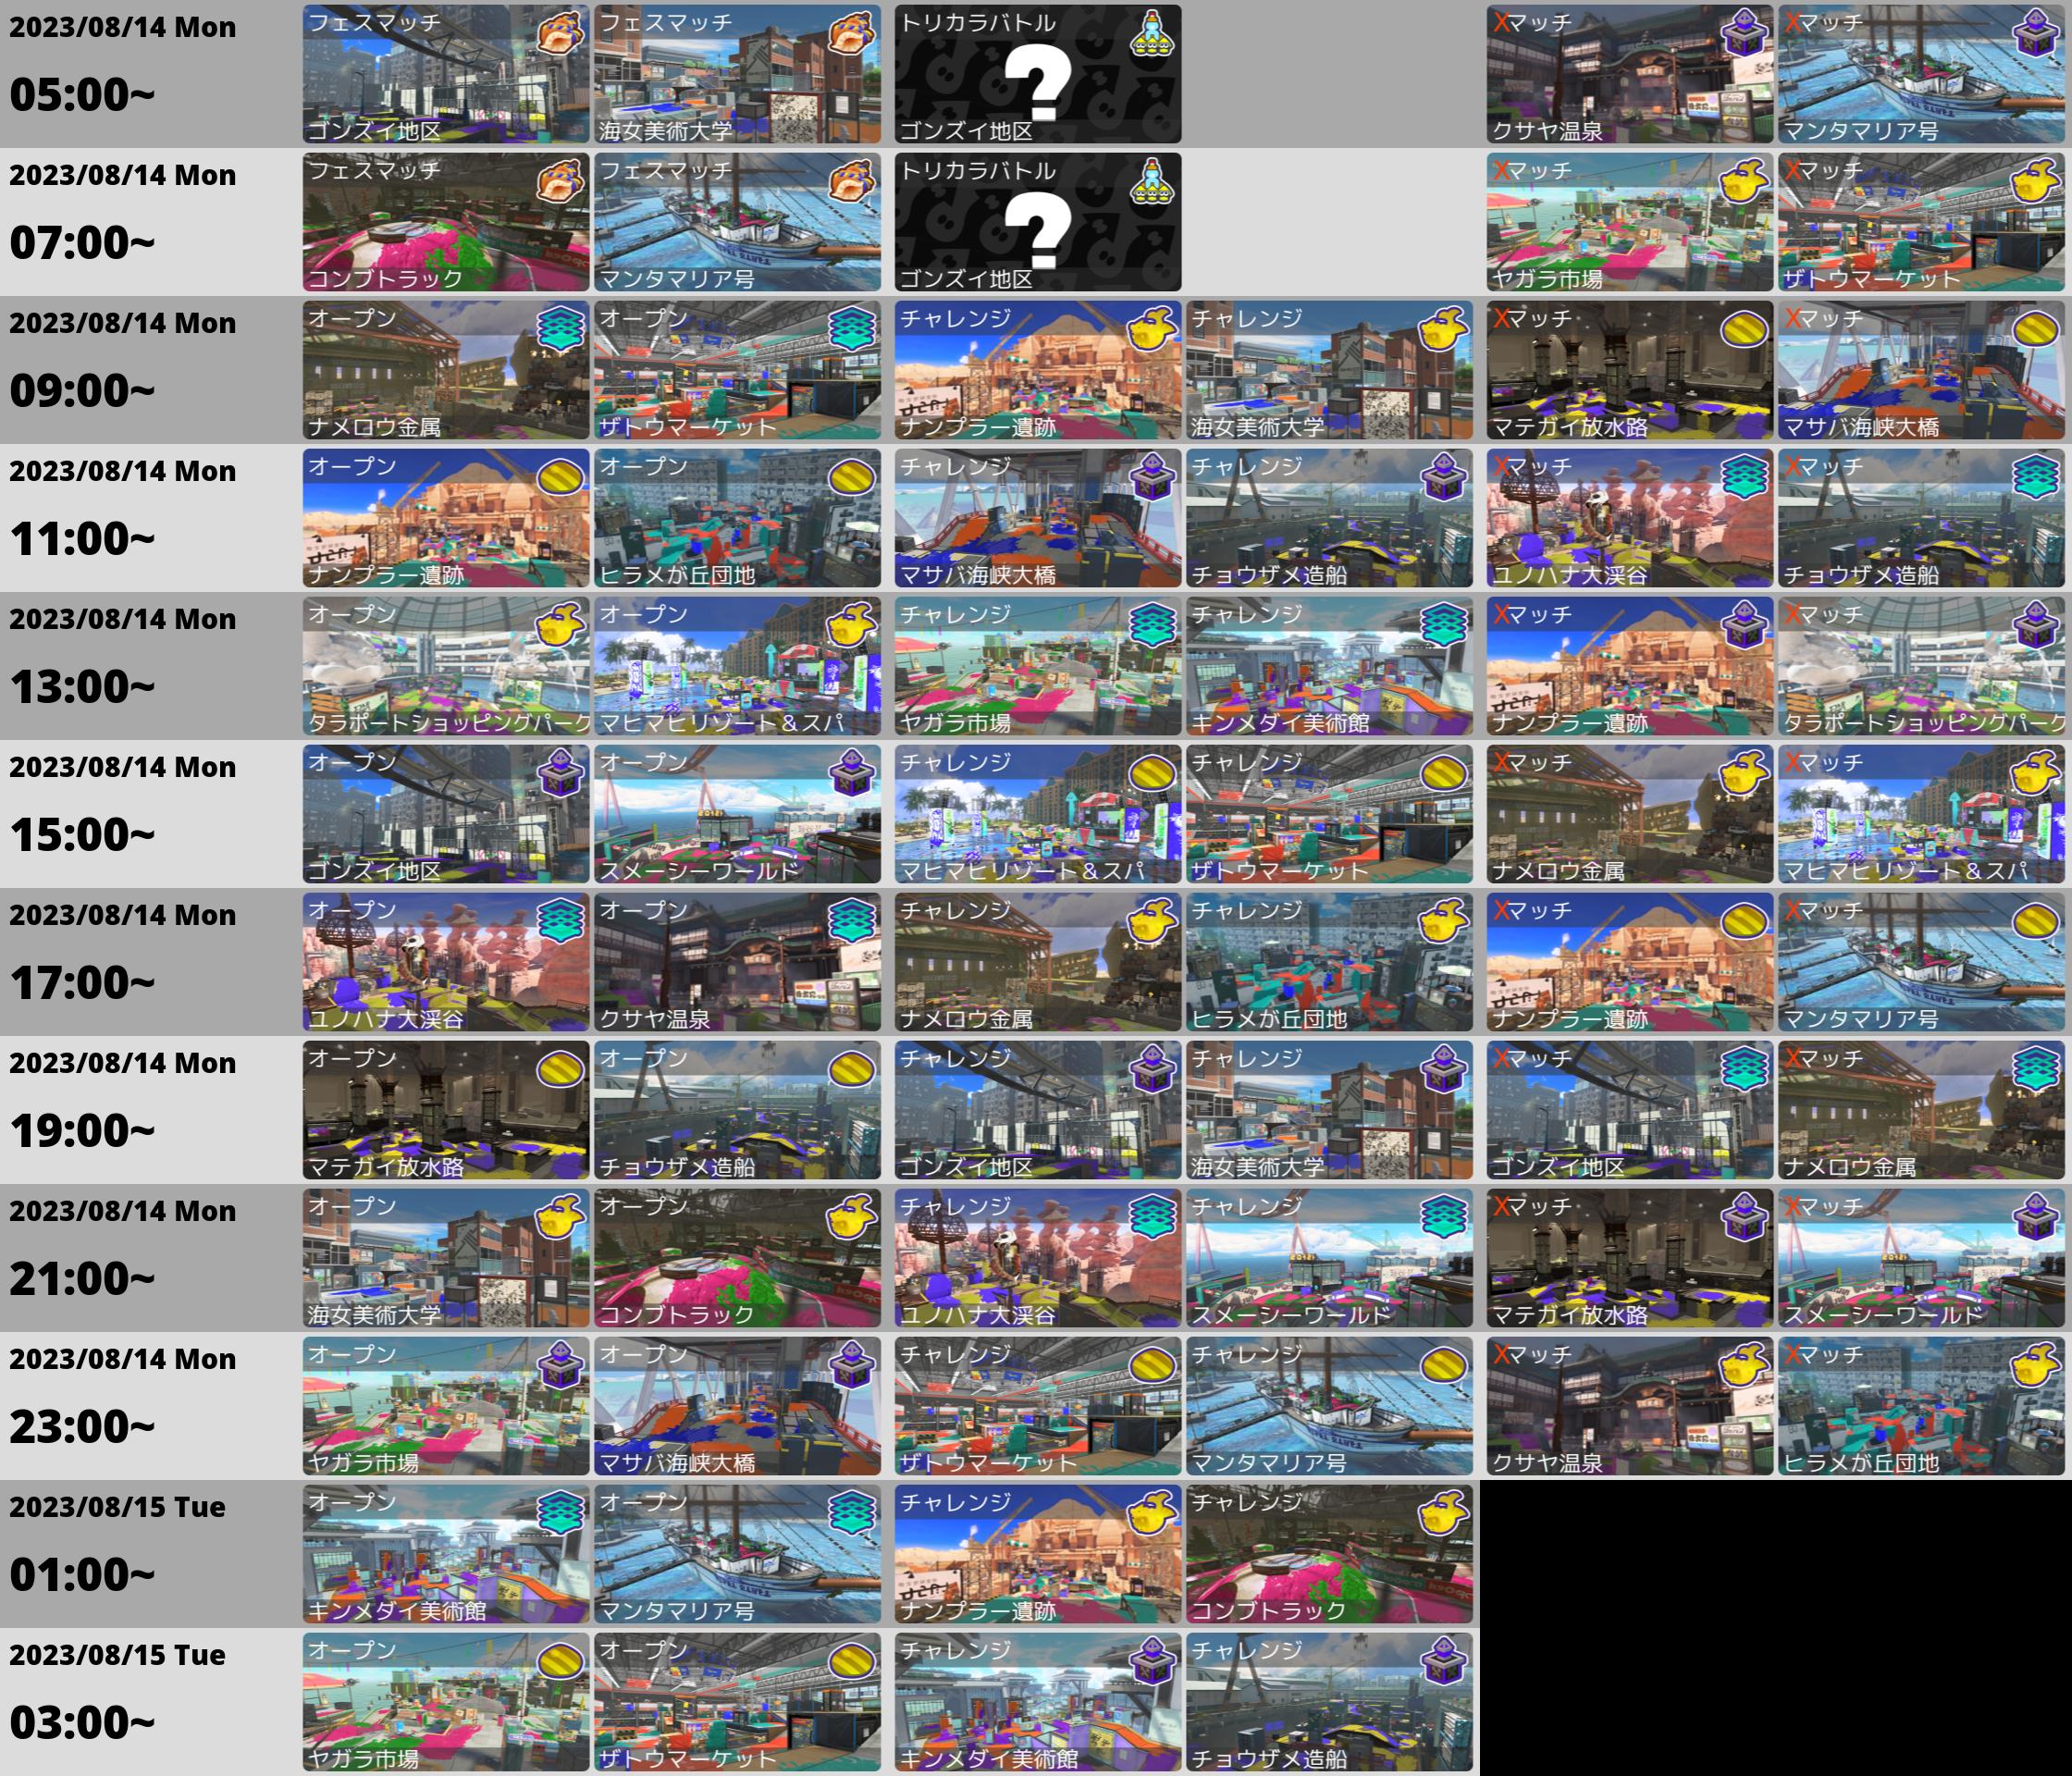 2023/08/14 Mon
05:00~
フェスマッチ
ゴンズイ地区
フェスマッチ
海女美術大学
トリカラバトル
?
ゴンズイ地区
Xマッチ
クサヤ温泉
Xマッチ
マンタマリア号
2023/08/14 Mon
07:00~
フェスマッチ
コンブトラック
フェスマッチ
マンタマリア号
トリカラバトル
?
ゴンズイ地区
Xマッチ
ヤガラ市場
Xマッチ
ザトウマーケット
2023/08/14 Mon
09:00~
オープン
ナメロウ金属
オープン
ザトウマーケット
チャレンジ
ナンプラー遺跡
チャレンジ
海女美術大学
Xマッチ
マテガイ放水路
Xマッチ
マサバ海峡大橋
2023/08/14 Mon
11:00~
オープン
ナンプラー遺跡
オープン
ヒラメが丘団地
チャレンジ
マサバ海峡大橋
チャレンジ
チョウザメ造船
Xマッチ
ユノハナ大渓谷
Xマッチ
チョウザメ造船
2023/08/14 Mon
13:00~
オープン
タラポートショッピングパーク
オープン
マヒマヒリゾート＆スパ
チャレンジ
ヤガラ市場
チャレンジ
キンメダイ美術館
Xマッチ
ナンプラー遺跡
Xマッチ
タラポートショッピングパーク
2023/08/14 Mon
15:00~
オープン
ゴンズイ地区
オープン
スメーシーワールド
チャレンジ
マヒマヒリゾート＆スパ
チャレンジ
ザトウマーケット
Xマッチ
ナメロウ金属
Xマッチ
マヒマヒリゾート＆スパ
2023/08/14 Mon
17:00~
オープン
ユノハナ大渓谷
オープン
クサヤ温泉
チャレンジ
ナメロウ金属
チャレンジ
ヒラメが丘団地
Xマッチ
ナンプラー遺跡
Xマッチ
マンタマリア号
2023/08/14 Mon
19:00~
オープン
マテガイ放水路
オープン
チョウザメ造船
チャレンジ
ゴンズイ地区
チャレンジ
海女美術大学
Xマッチ
ゴンズイ地区
Xマッチ
ナメロウ金属
2023/08/14 Mon
21:00~
オープン
海女美術大学
オープン
コンブトラック
チャレンジ
ユノハナ大渓谷
チャレンジ
スメーシーワールド
Xマッチ
マテガイ放水路
Xマッチ
スメーシーワールド
2023/08/14 Mon
23:00~
オープン
ヤガラ市場
オープン
マサバ海峡大橋
チャレンジ
ザトウマーケット
チャレンジ
マンタマリア号
Xマッチ
クサヤ温泉
Xマッチ
ヒラメが丘団地
2023/08/15 Tue
01:00~
オープン
キンメダイ美術館
オープン
マンタマリア号
チャレンジ
ナンプラー遺跡
チャレンジ
コンブトラック
2023/08/15 Tue
03:00~
オープン
ヤガラ市場
オープン
ザトウマーケット
チャレンジ
キンメダイ美術館
チャレンジ
チョウザメ造船